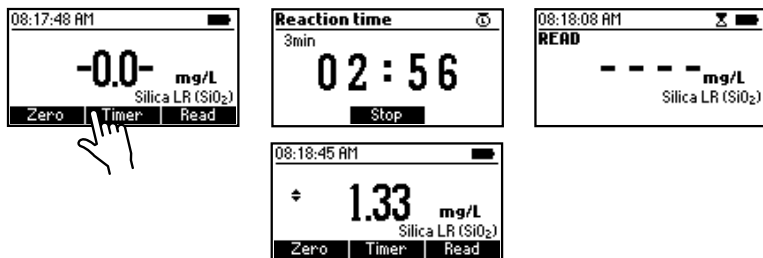 08:17:48 AM
-0.0- mg/L
Silica LR (SiO₂)
Zero Timer Read
Reaction time
3min
02:56
Stop
08:18:08 AM
READ
- - - - mg/L
Silica LR (SiO₂)
08:18:45 AM
1.33 mg/L
Silica LR (SiO₂)
Zero Timer Read